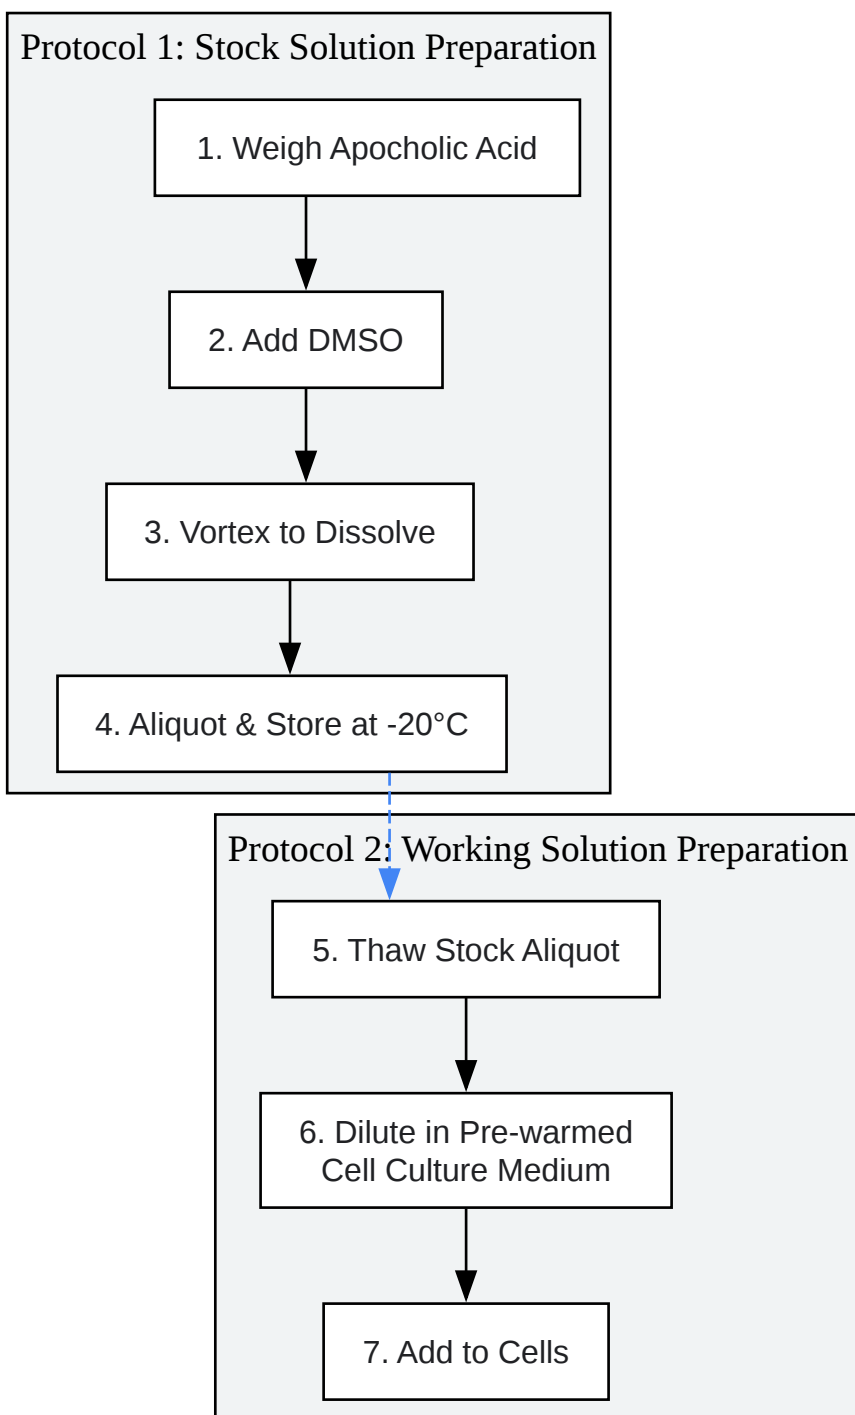 Protocol 1: Stock Solution Preparation
1. Weigh Apocholic Acid
2. Add DMSO
3. Vortex to Dissolve
4. Aliquot & Store at -20°C
Protocol 2: Working Solution Preparation
5. Thaw Stock Aliquot
6. Dilute in Pre-warmed
Cell Culture Medium
7. Add to Cells